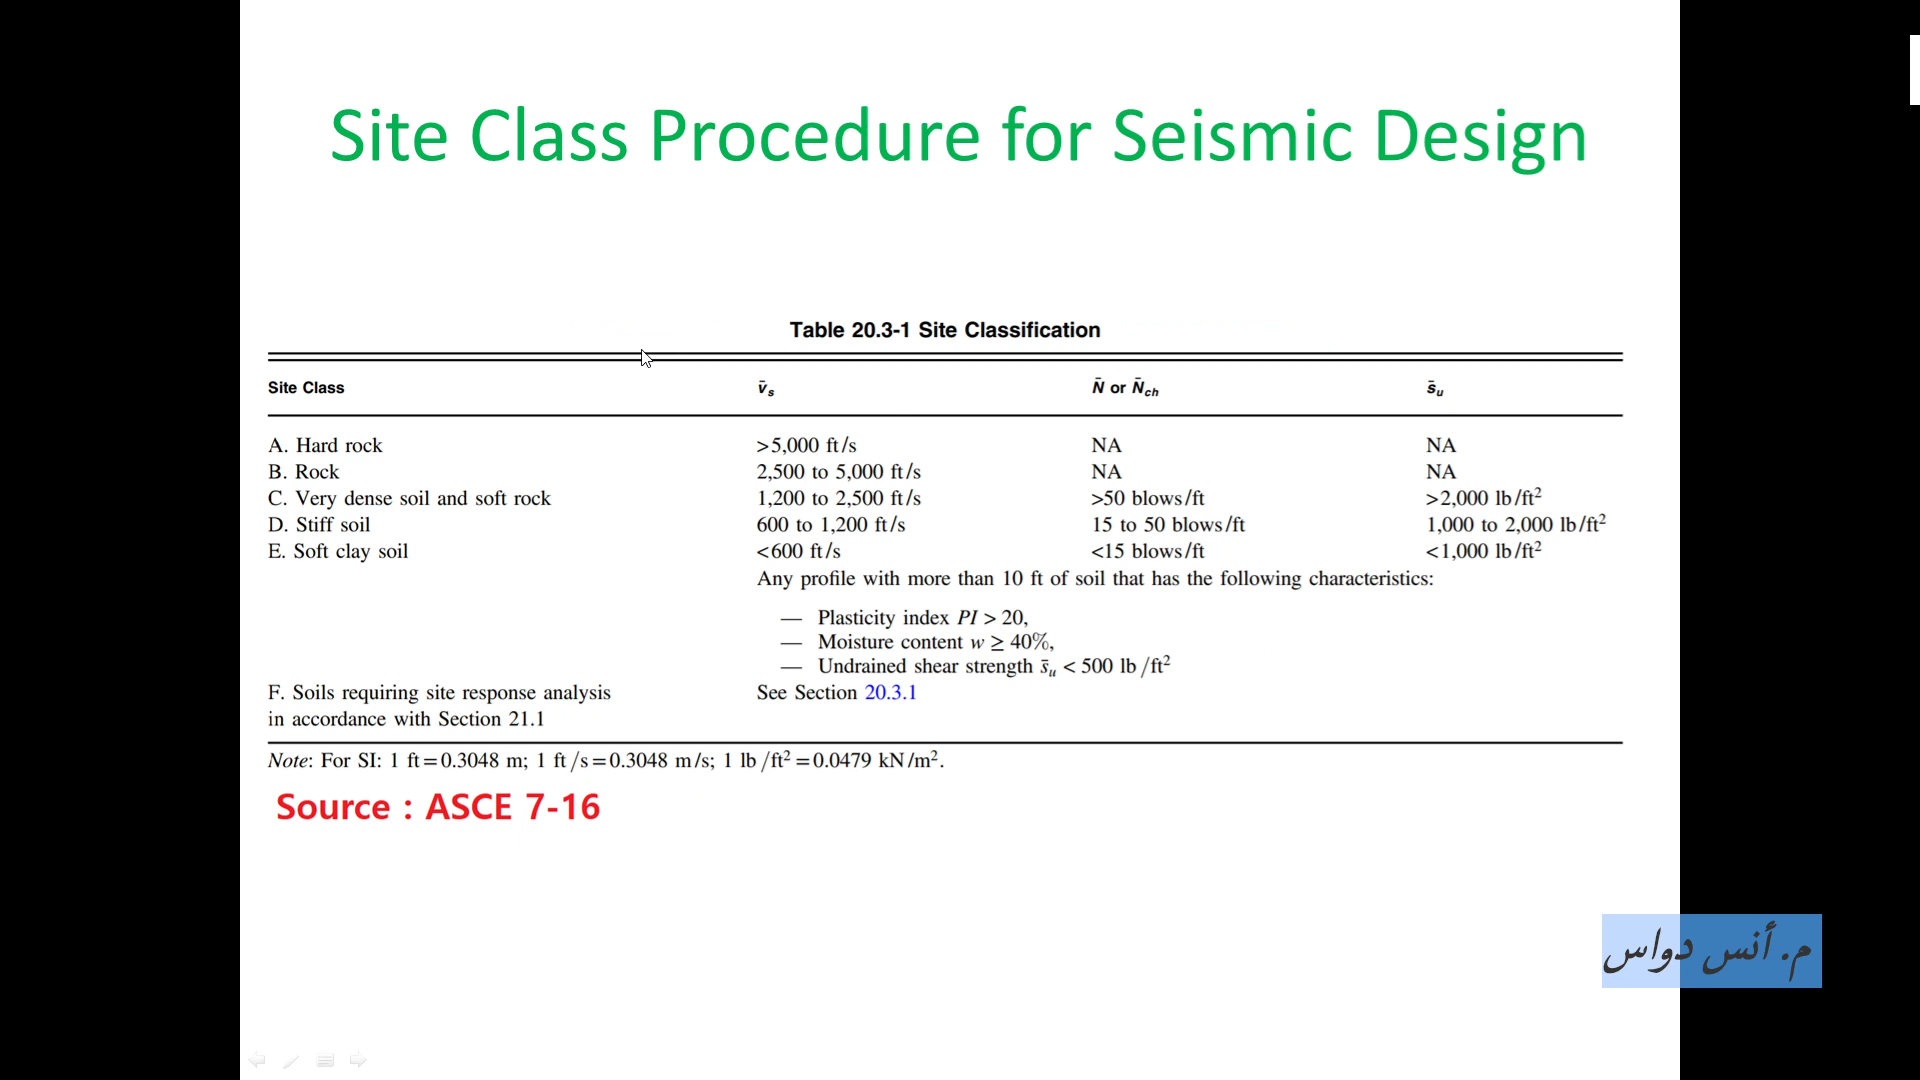 Site Class Procedure for Seismic Design
Table 20.3-1 Site Classification
Site Class v̄s N̄ or N̄ch s̄u
A. Hard rock >5,000 ft/s NA NA
B. Rock 2,500 to 5,000 ft/s NA NA
C. Very dense soil and soft rock 1,200 to 2,500 ft/s >50 blows/ft >2,000 lb/ft²
D. Stiff soil 600 to 1,200 ft/s 15 to 50 blows/ft 1,000 to 2,000 lb/ft²
E. Soft clay soil <600 ft/s <15 blows/ft <1,000 lb/ft²
Any profile with more than 10 ft of soil that has the following characteristics:
— Plasticity index PI > 20,
— Moisture content w ≥ 40%,
— Undrained shear strength s̄u < 500 lb/ft²
F. Soils requiring site response analysis See Section 20.3.1
in accordance with Section 21.1
Note: For SI: 1 ft=0.3048 m; 1 ft/s=0.3048 m/s; 1 lb/ft²=0.0479 kN/m².
Source : ASCE 7-16
م. أنس دواس